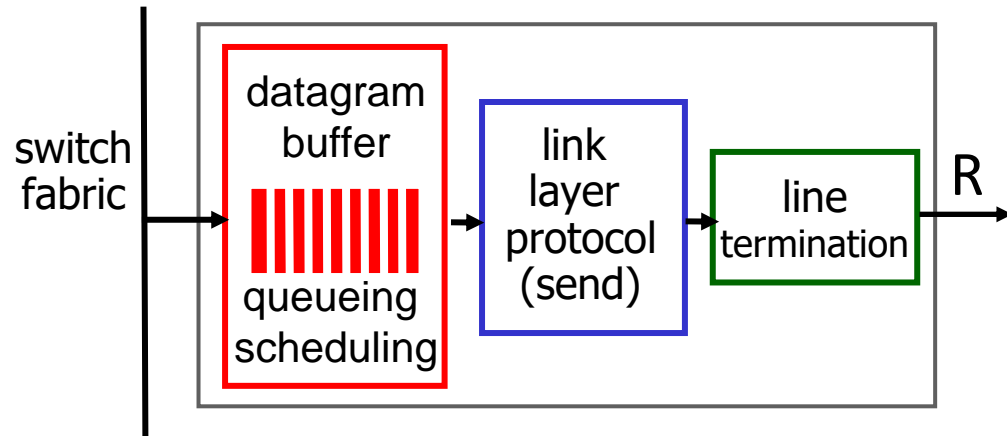 switch
fabric
datagram
buffer
queueing
scheduling
link
layer
protocol
(send)
line
termination
R